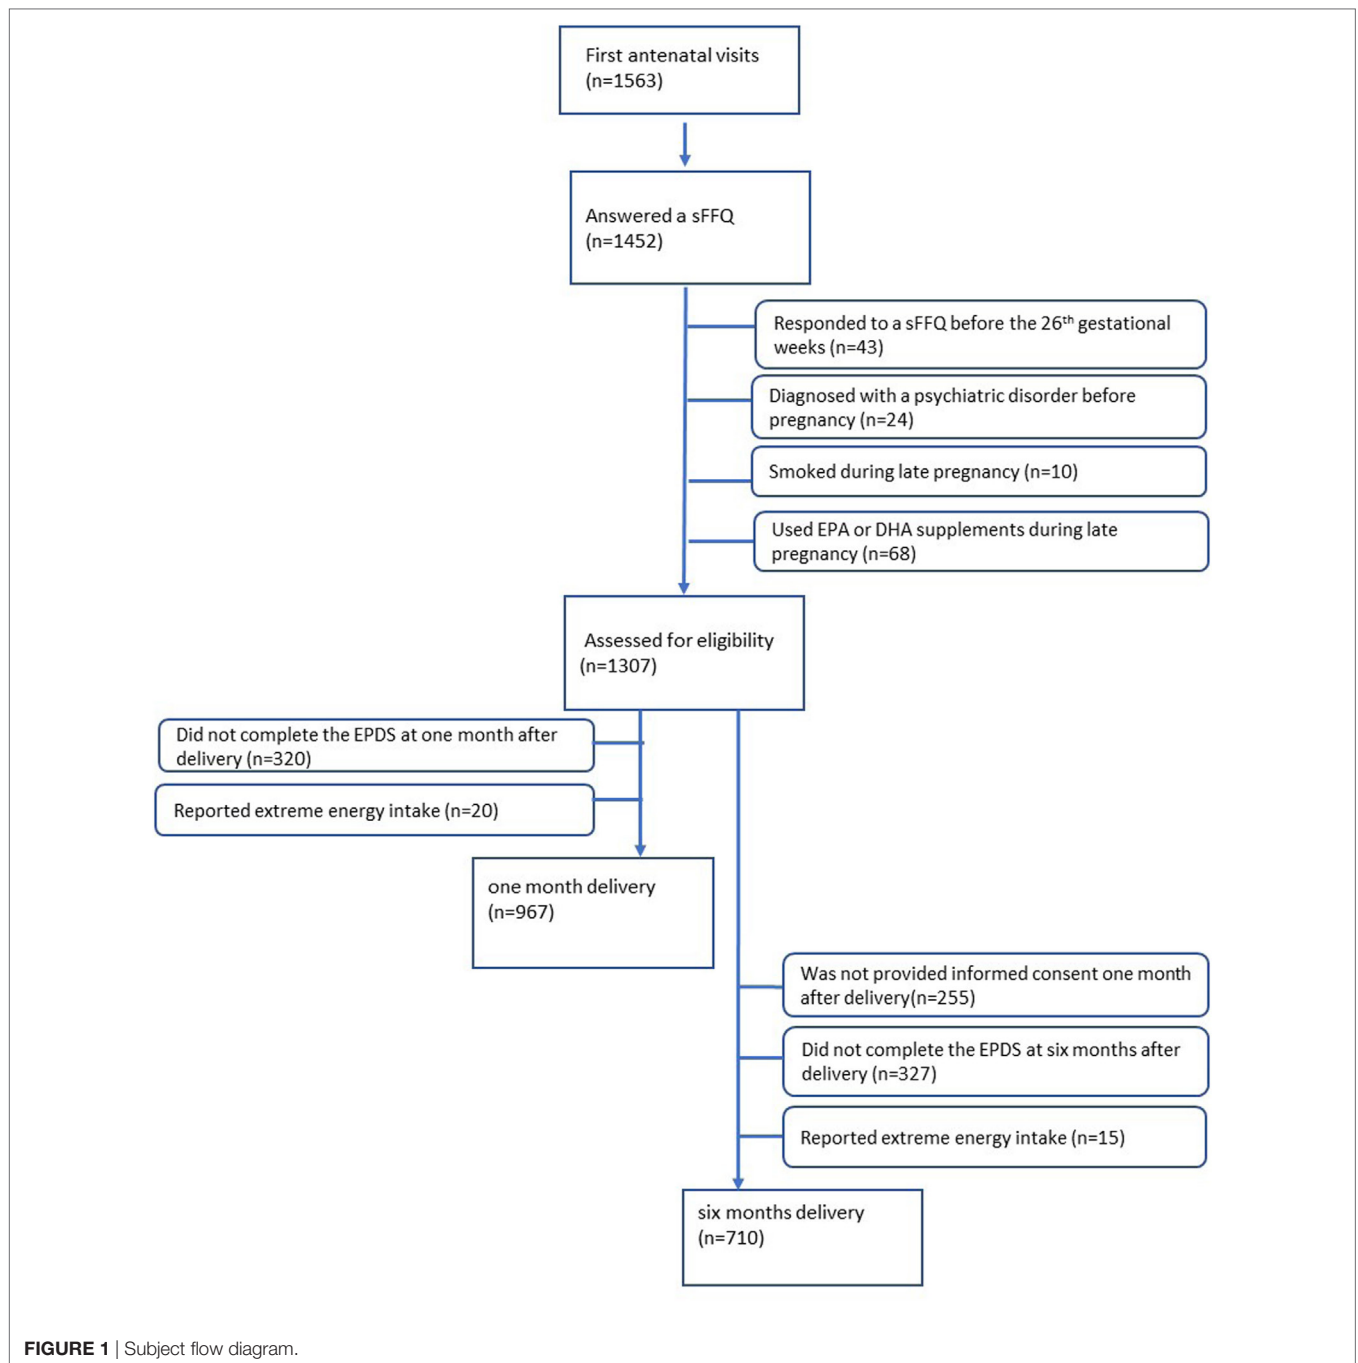 First antenatal visits
(n=1563)
Answered a sFFQ
(n=1452)
Responded to a sFFQ before the 26th gestational
weeks (n=43)
Diagnosed with a psychiatric disorder before
pregnancy (n=24)
Smoked during late pregnancy (n=10)
Used EPA or DHA supplements during late
pregnancy (n=68)
Assessed for eligibility
(n=1307)
Did not complete the EPDS at one month after
delivery (n=320)
Reported extreme energy intake (n=20)
one month delivery
(n=967)
Was not provided informed consent one month
after delivery(n=255)
Did not complete the EPDS at six months after
delivery (n=327)
Reported extreme energy intake (n=15)
six months delivery
(n=710)
FIGURE 1 | Subject flow diagram.